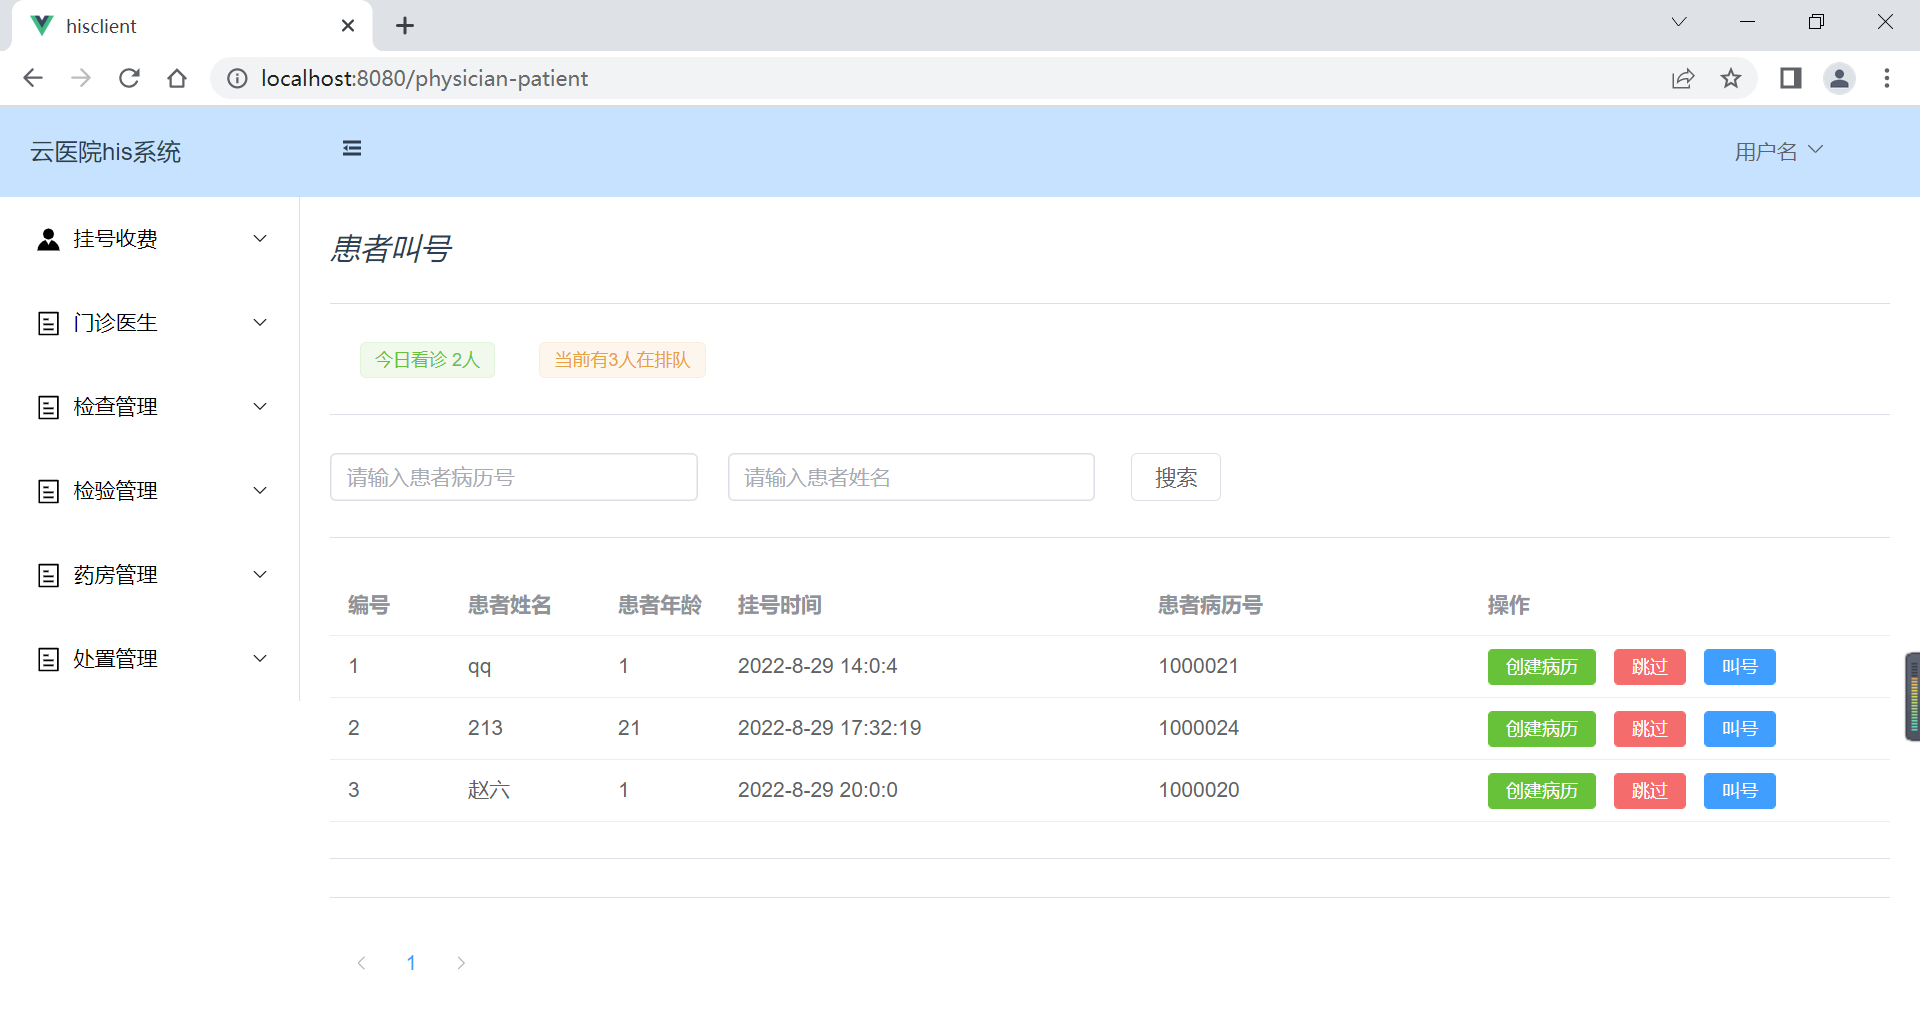 hisclient
localhost:8080/physician-patient
云医院his系统
用户名
挂号收费
门诊医生
检查管理
检验管理
药房管理
处置管理
患者叫号
今日看诊 2人 当前有3人在排队
请输入患者病历号 请输入患者姓名 搜索
编号 患者姓名 患者年龄 挂号时间 患者病历号 操作
1 qq 1 2022-8-29 14:0:4 1000021 创建病历 跳过 叫号
2 213 21 2022-8-29 17:32:19 1000024 创建病历 跳过 叫号
3 赵六 1 2022-8-29 20:0:0 1000020 创建病历 跳过 叫号
1